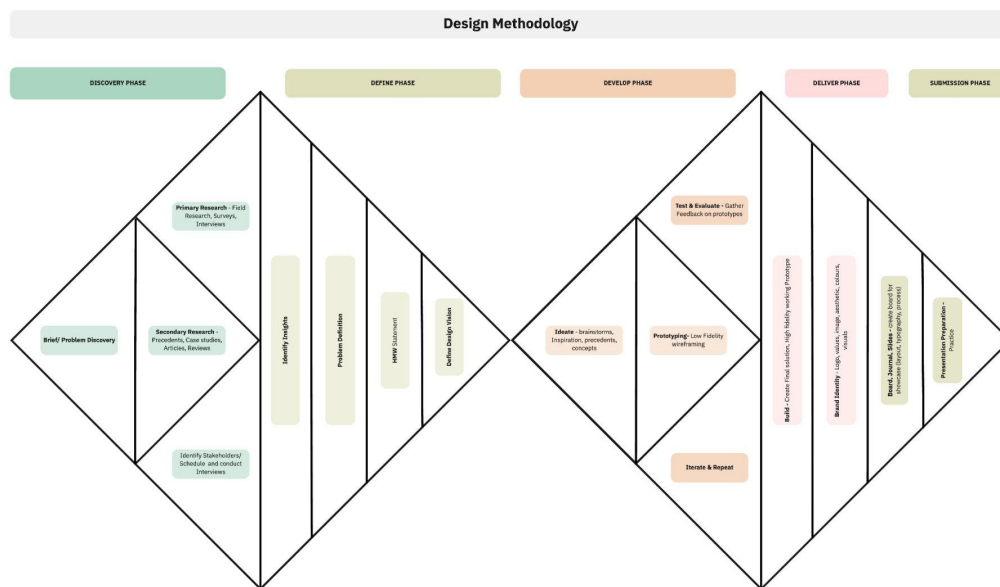 Design Methodology
DISCOVERY PHASE
DEFINE PHASE
DEVELOP PHASE
DELIVER PHASE
SUBMISSION PHASE
Primary Research - Field
Research, Surveys,
Interviews
Brief/ Problem Discovery
Secondary Research -
Precedents, Case studies,
Articles, Reviews
Identify Stakeholders/
Schedule and conduct
Interviews
Identify Insights
Problem Definition
HMW Statement
Define Design Vision
Test & Evaluate - Gather
Feedback on prototypes
Ideate - brainstorms,
Inspiration, precedents,
concepts
Prototyping- Low Fidelity
wireframing
Iterate & Repeat
Build - Create Final solution, High fidelity working Prototype
Brand Identity - Logo, values, image, aesthetic, colours,
visuals
Board, Journal, Slides - create board for
showcase (layout, typography, process)
Presentation Preparation -
Practice